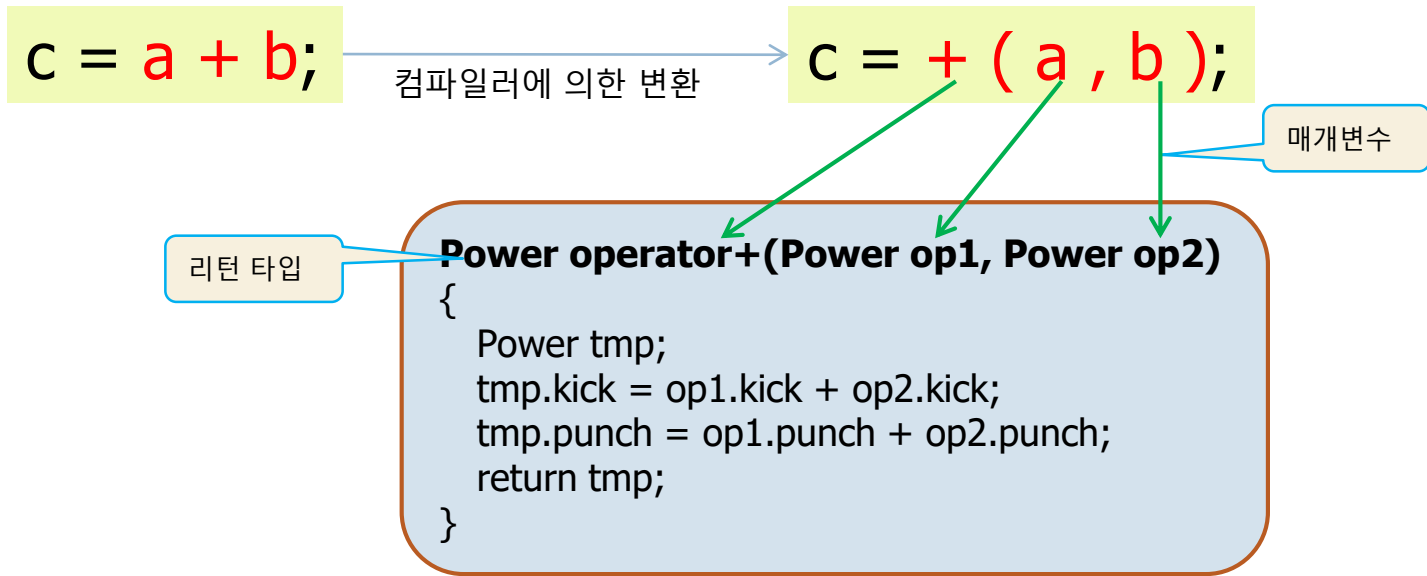 c = a + b;
컴파일러에 의한 변환
c = + ( a , b );
매개변수
리턴 타입
Power operator+(Power op1, Power op2)
{
Power tmp;
tmp.kick = op1.kick + op2.kick;
tmp.punch = op1.punch + op2.punch;
return tmp;
}